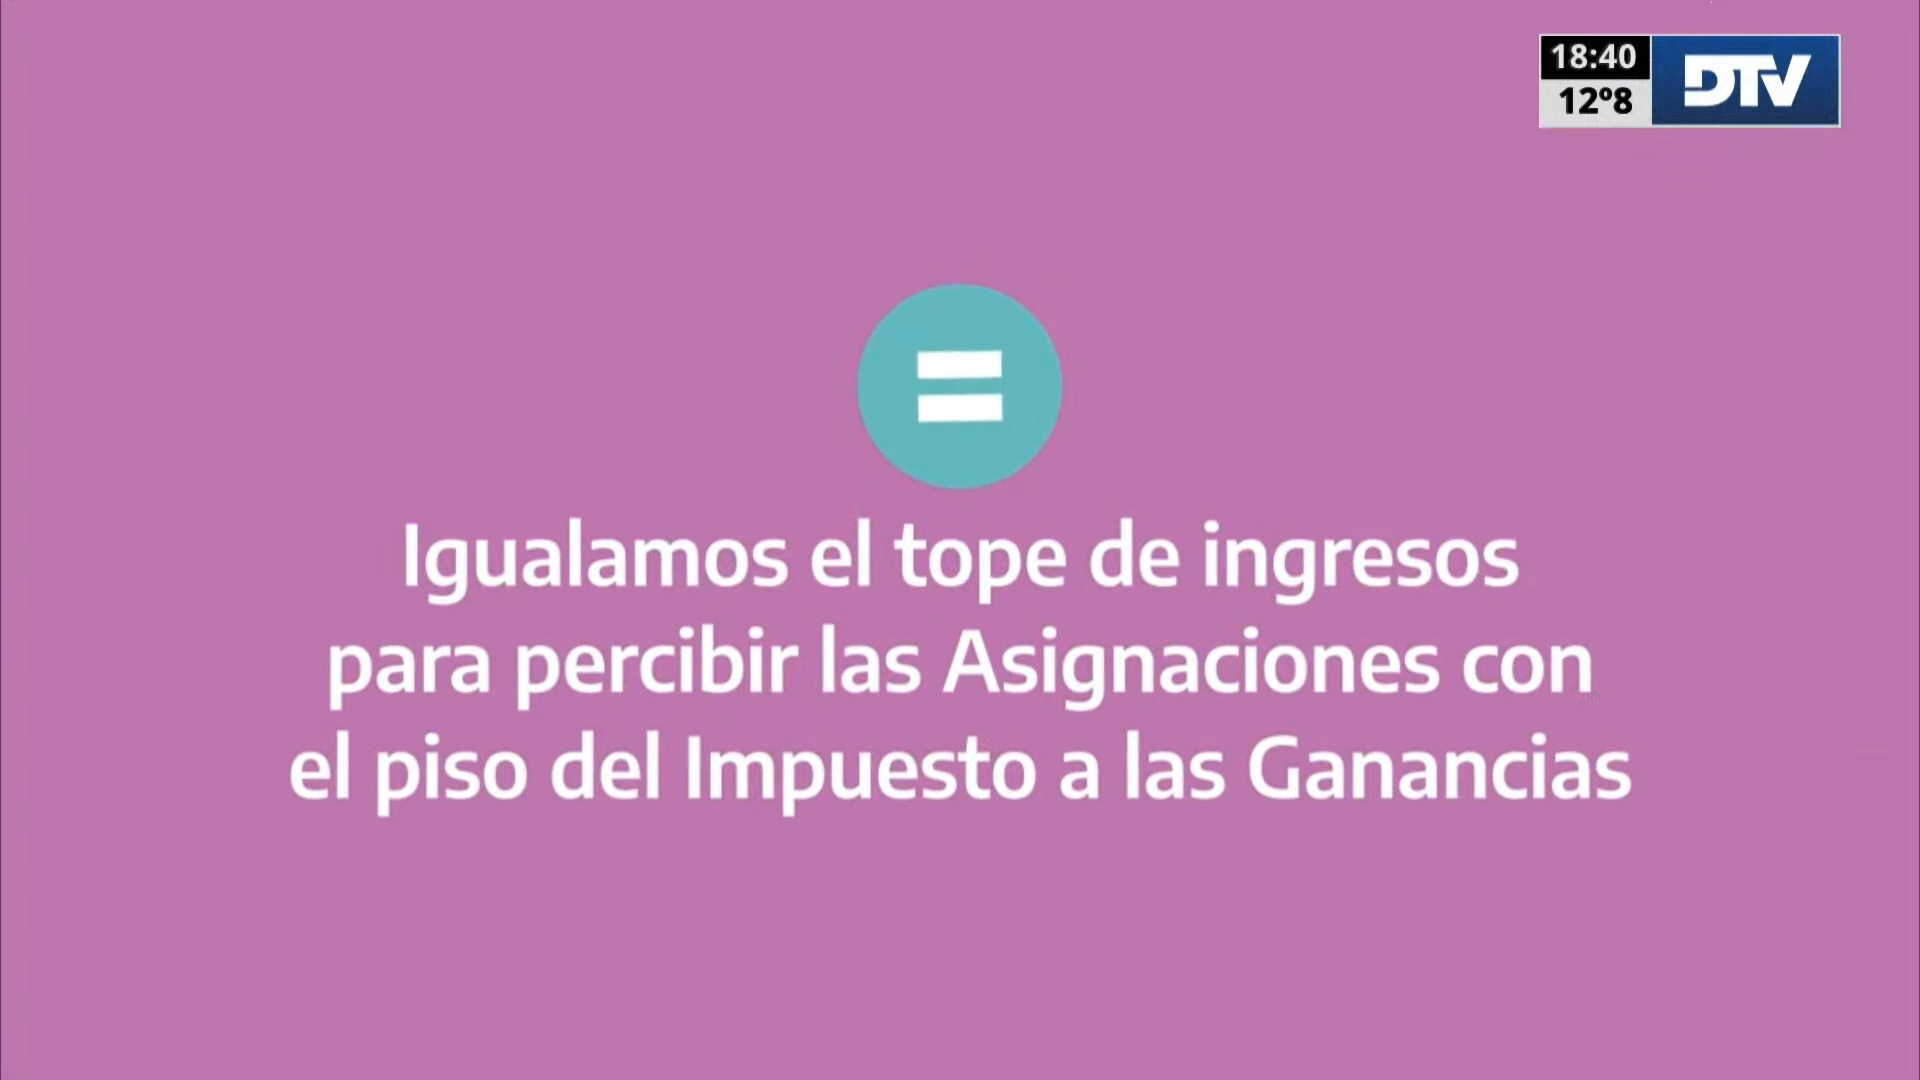 18:40
12º8
DTV
=
Igualamos el tope de ingresos
para percibir las Asignaciones con
el piso del Impuesto a las Ganancias